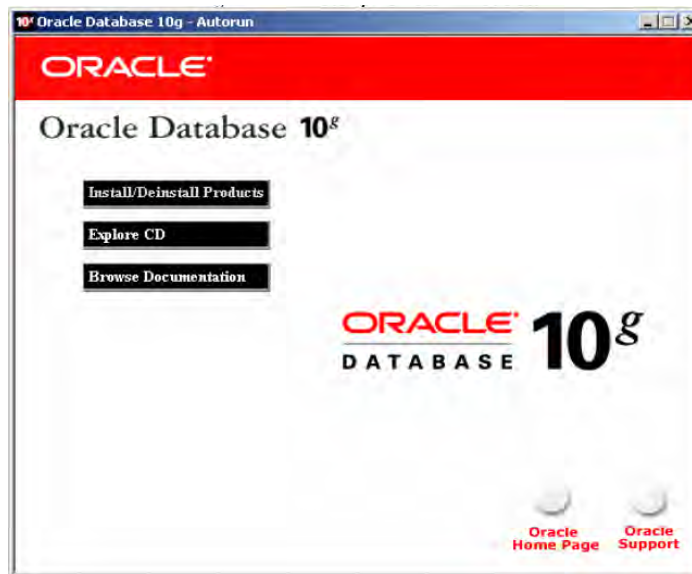 10g Oracle Database 10g - Autorun
ORACLE
Oracle Database 10g
Install/Deinstall Products
Explore CD
Browse Documentation
ORACLE
DATABASE
10g
Oracle
Home Page
Oracle
Support